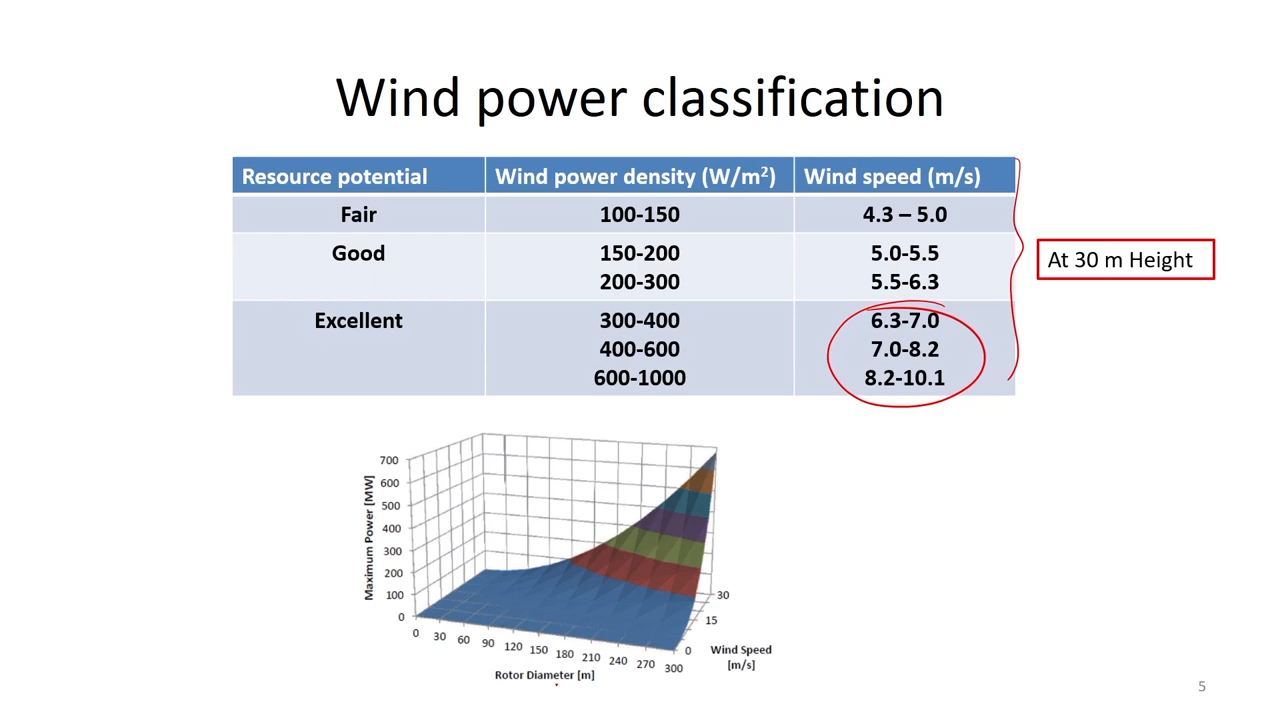 Wind power classification
Resource potential Wind power density (W/m²) Wind speed (m/s)
Fair 100-150 4.3 – 5.0
Good 150-200 5.0-5.5
200-300 5.5-6.3
Excellent 300-400 6.3-7.0
400-600 7.0-8.2
600-1000 8.2-10.1
At 30 m Height
Maximum Power [MW]
700
600
500
400
300
200
100
0
0 30 60 90 120 150 180 210 240 270 300
Rotor Diameter [m]
30
15
0
Wind Speed
[m/s]
5